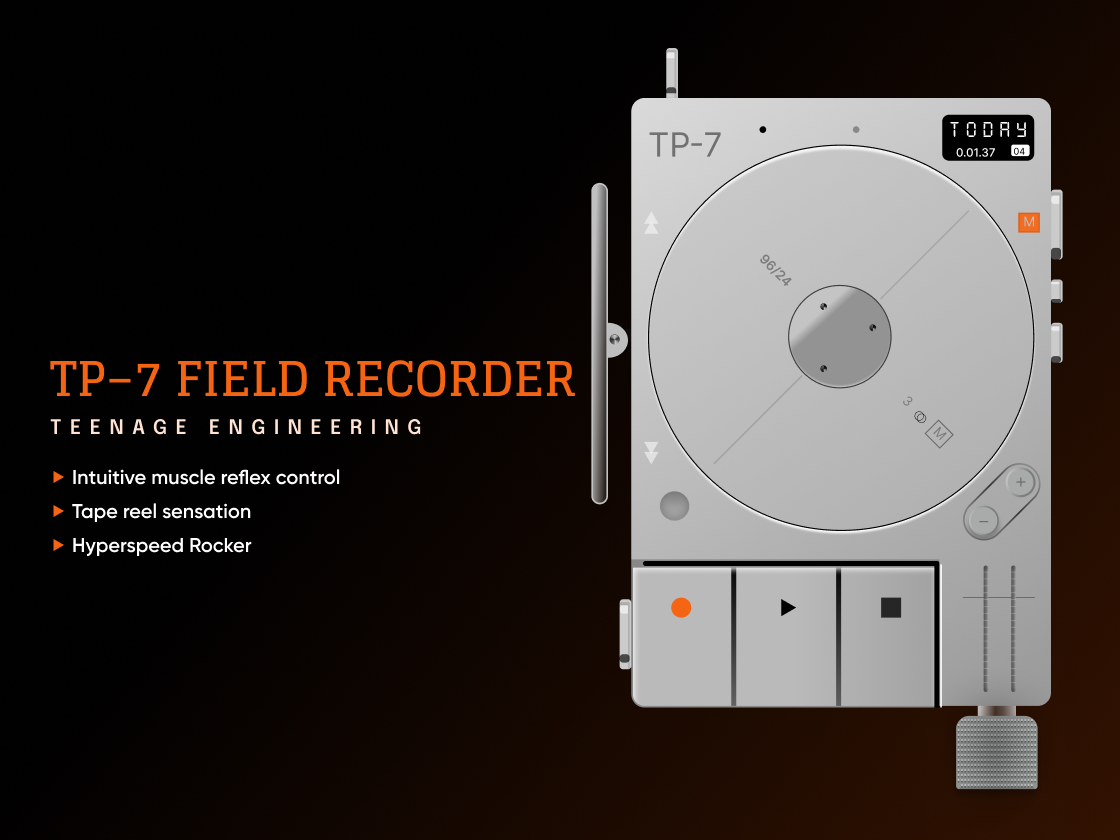 TP-7
TODAY
0.01.37 04
M
96/24
3 M
+
−
TP–7 FIELD RECORDER
TEENAGE ENGINEERING
Intuitive muscle reflex control
Tape reel sensation
Hyperspeed Rocker